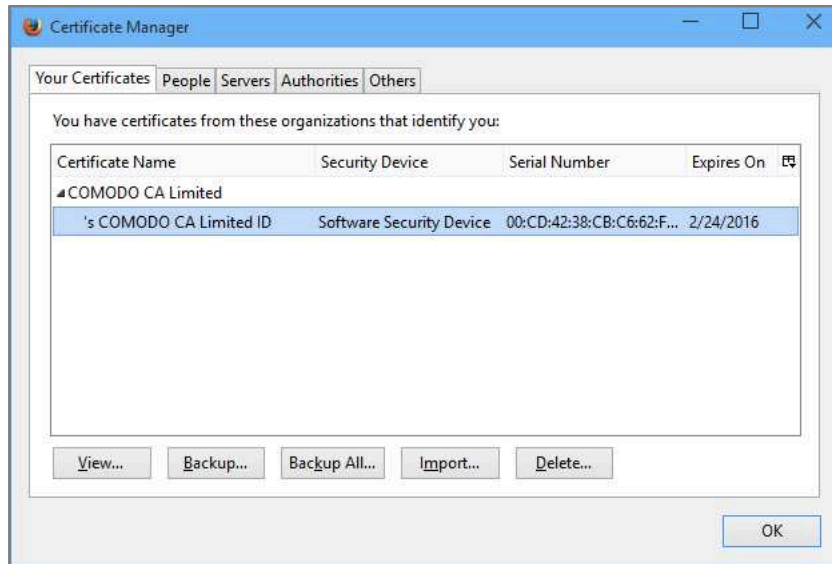 Certificate Manager
Your Certificates People Servers Authorities Others
You have certificates from these organizations that identify you:
Certificate Name Security Device Serial Number Expires On
COMODO CA Limited
's COMODO CA Limited ID Software Security Device 00:CD:42:38:CB:C6:62:F... 2/24/2016
View... Backup... Backup All... Import... Delete...
OK